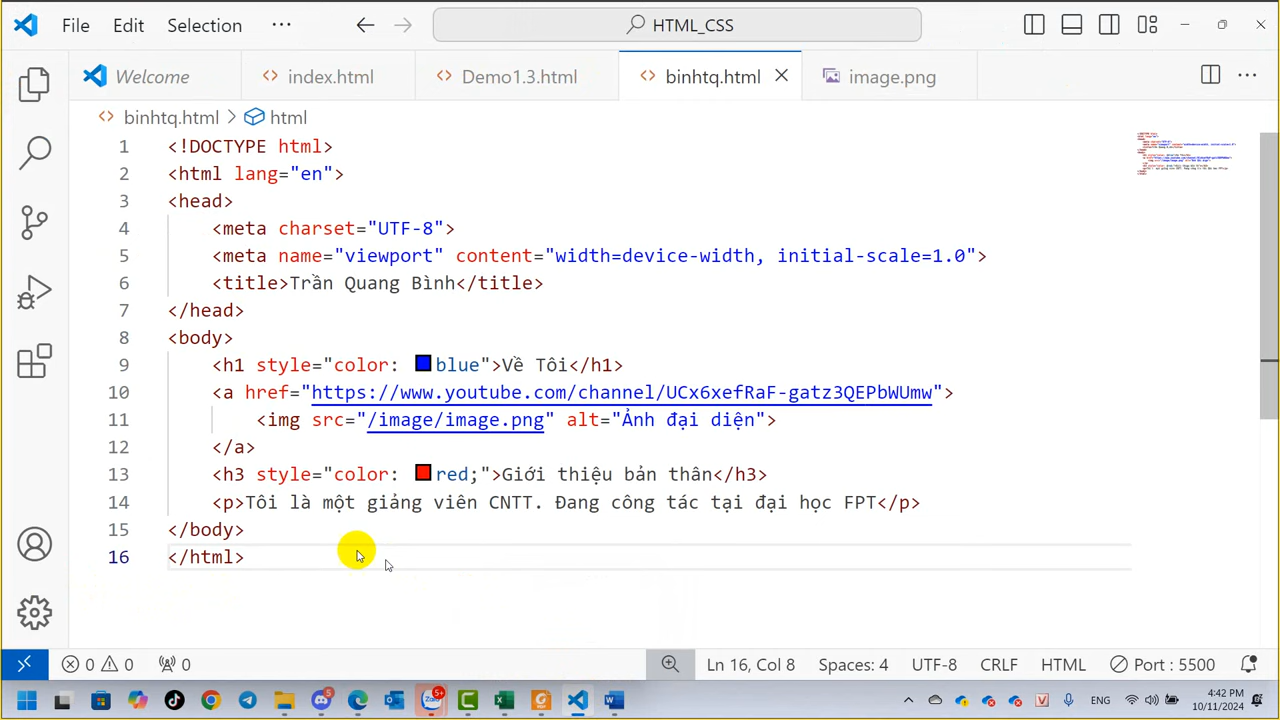 File Edit Selection ··· HTML_CSS
Welcome index.html Demo1.3.html binhtq.html image.png
binhtq.html > html
1 <!DOCTYPE html>
2 <html lang="en">
3 <head>
4 <meta charset="UTF-8">
5 <meta name="viewport" content="width=device-width, initial-scale=1.0">
6 <title>Trần Quang Bình</title>
7 </head>
8 <body>
9 <h1 style="color: blue">Về Tôi</h1>
10 <a href="https://www.youtube.com/channel/UCx6xefRaF-gatz3QEPbWUmw">
11 <img src="/image/image.png" alt="Ảnh đại diện">
12 </a>
13 <h3 style="color: red;">Giới thiệu bản thân</h3>
14 <p>Tôi là một giảng viên CNTT. Đang công tác tại đại học FPT</p>
15 </body>
16 </html>
0 0 0 Ln 16, Col 8 Spaces: 4 UTF-8 CRLF HTML Port : 5500
5 Zalo 5+ ENG 4:42 PM
10/11/2024